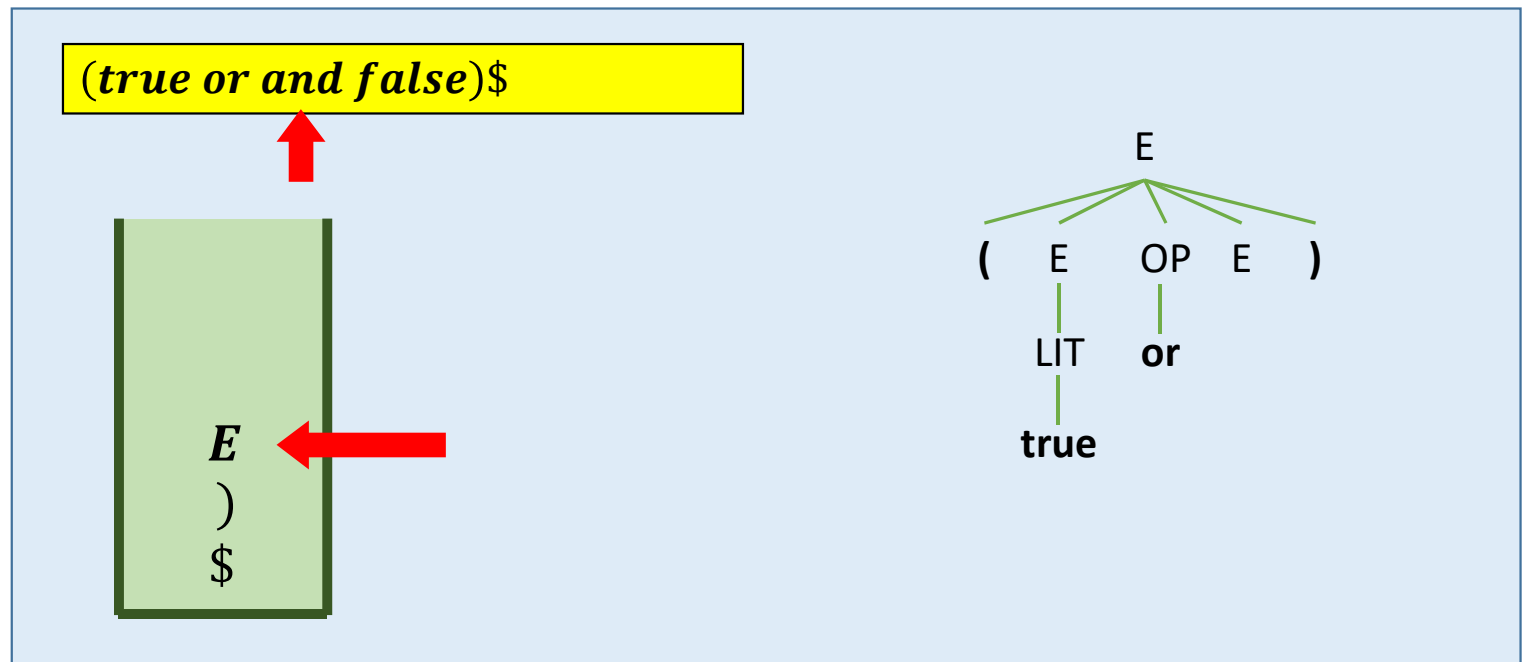 (true or and false)$
E
( E OP E )
LIT or
true
E
)
$